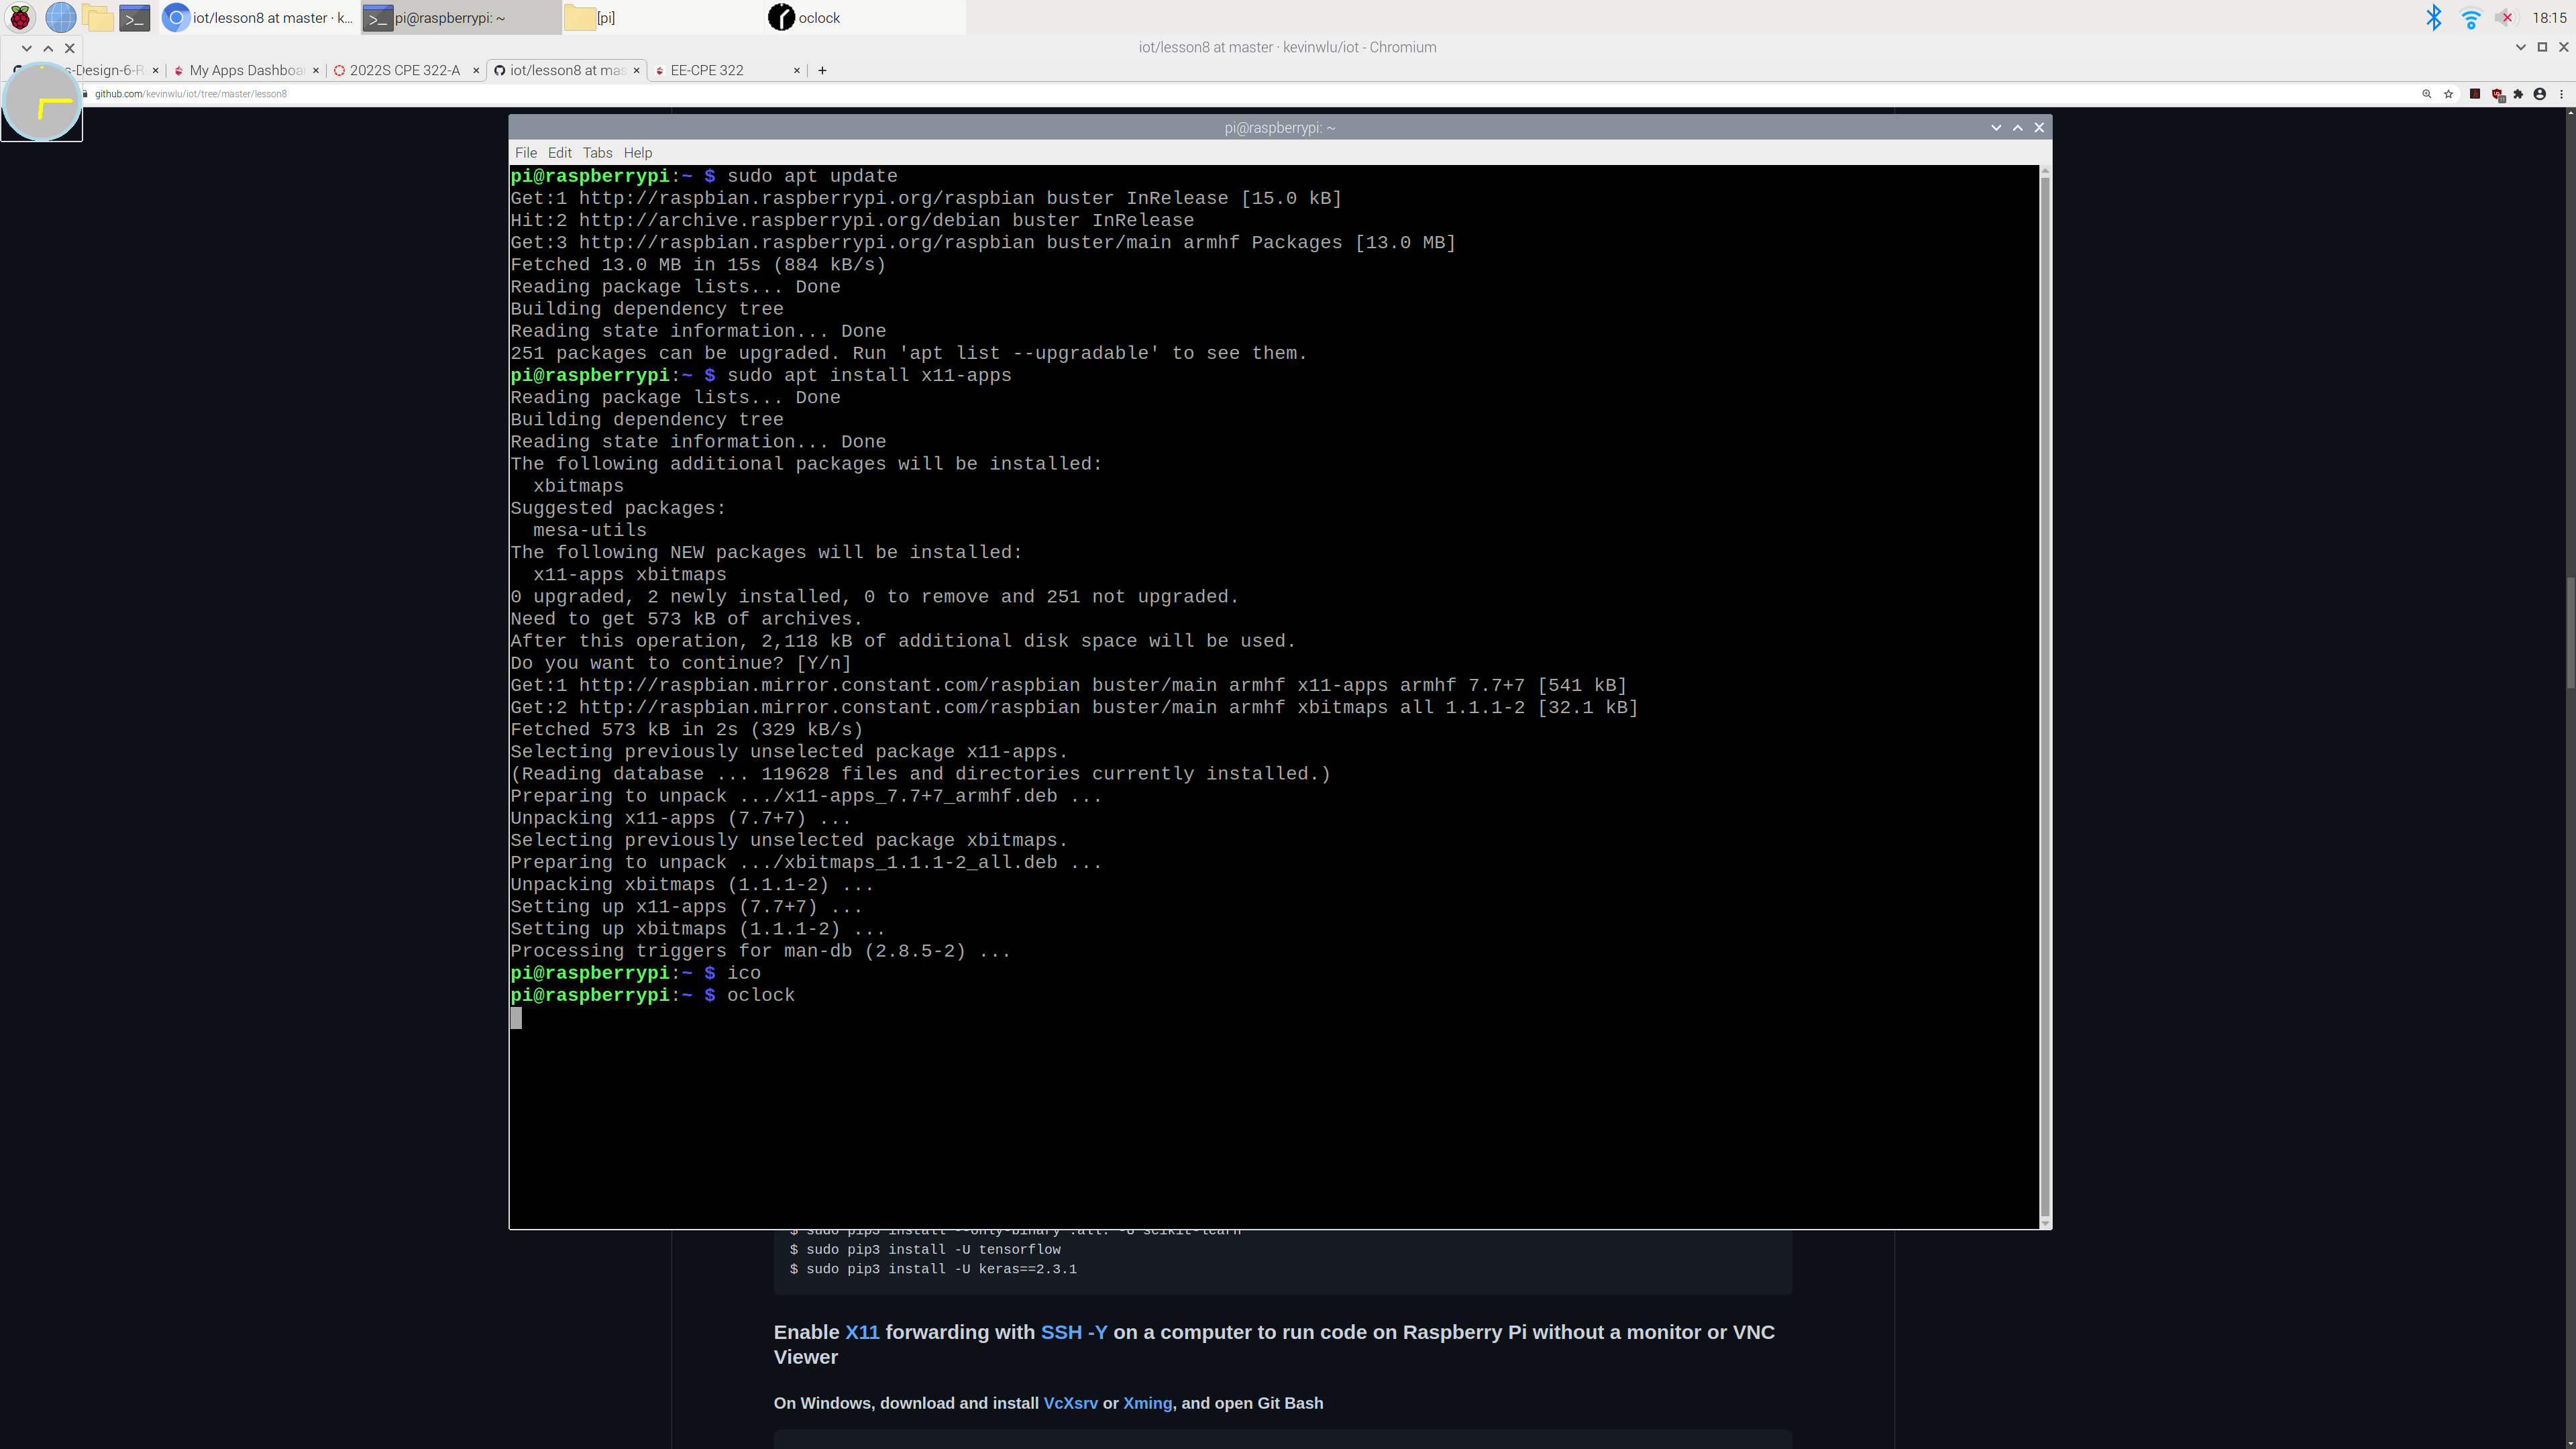 iot/lesson8 at master · k...
pi@raspberrypi: ~
[pi]
oclock
18:15
iot/lesson8 at master · kevinwlu/iot - Chromium
s-Design-6-R
My Apps Dashboar
2022S CPE 322-A
iot/lesson8 at mas
EE-CPE 322
github.com/kevinwlu/iot/tree/master/lesson8
pi@raspberrypi: ~
File Edit Tabs Help
pi@raspberrypi:~ $ sudo apt update
Get:1 http://raspbian.raspberrypi.org/raspbian buster InRelease [15.0 kB]
Hit:2 http://archive.raspberrypi.org/debian buster InRelease
Get:3 http://raspbian.raspberrypi.org/raspbian buster/main armhf Packages [13.0 MB]
Fetched 13.0 MB in 15s (884 kB/s)
Reading package lists... Done
Building dependency tree
Reading state information... Done
251 packages can be upgraded. Run 'apt list --upgradable' to see them.
pi@raspberrypi:~ $ sudo apt install x11-apps
Reading package lists... Done
Building dependency tree
Reading state information... Done
The following additional packages will be installed:
  xbitmaps
Suggested packages:
  mesa-utils
The following NEW packages will be installed:
  x11-apps xbitmaps
0 upgraded, 2 newly installed, 0 to remove and 251 not upgraded.
Need to get 573 kB of archives.
After this operation, 2,118 kB of additional disk space will be used.
Do you want to continue? [Y/n]
Get:1 http://raspbian.mirror.constant.com/raspbian buster/main armhf x11-apps armhf 7.7+7 [541 kB]
Get:2 http://raspbian.mirror.constant.com/raspbian buster/main armhf xbitmaps all 1.1.1-2 [32.1 kB]
Fetched 573 kB in 2s (329 kB/s)
Selecting previously unselected package x11-apps.
(Reading database ... 119628 files and directories currently installed.)
Preparing to unpack .../x11-apps_7.7+7_armhf.deb ...
Unpacking x11-apps (7.7+7) ...
Selecting previously unselected package xbitmaps.
Preparing to unpack .../xbitmaps_1.1.1-2_all.deb ...
Unpacking xbitmaps (1.1.1-2) ...
Setting up x11-apps (7.7+7) ...
Setting up xbitmaps (1.1.1-2) ...
Processing triggers for man-db (2.8.5-2) ...
pi@raspberrypi:~ $ ico
pi@raspberrypi:~ $ oclock
$ sudo pip3 install --only-binary :all: -U scikit-learn
$ sudo pip3 install -U tensorflow
$ sudo pip3 install -U keras==2.3.1
Enable X11 forwarding with SSH -Y on a computer to run code on Raspberry Pi without a monitor or VNC
Viewer
On Windows, download and install VcXsrv or Xming, and open Git Bash